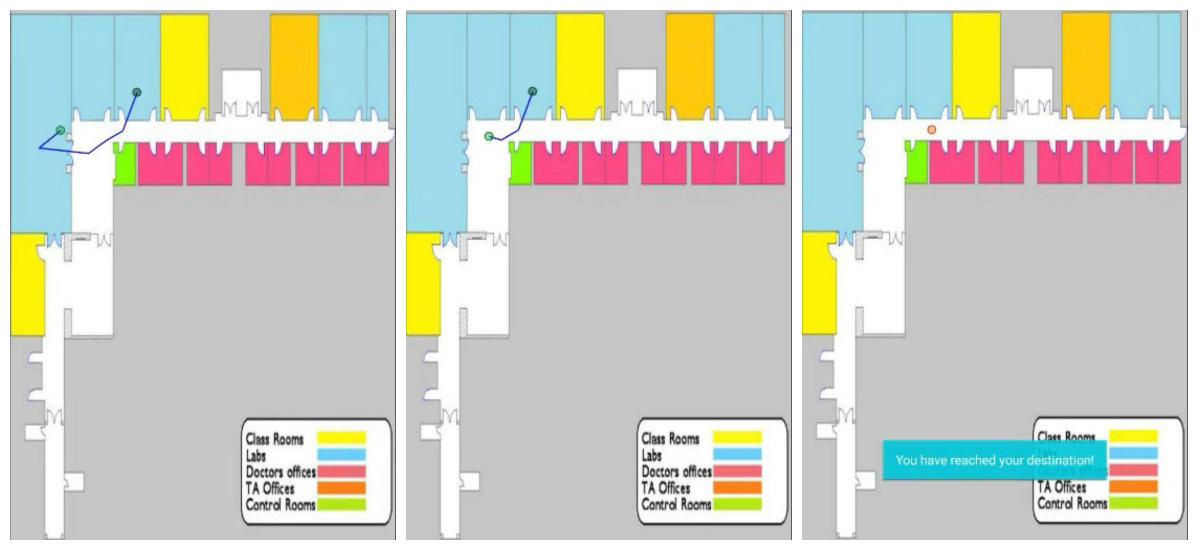 Class Rooms
Labs
Doctors offices
TA Offices
Control Rooms
Class Rooms
Labs
Doctors offices
TA Offices
Control Rooms
Class Rooms
You have reached your destination!
TA Offices
Control Rooms